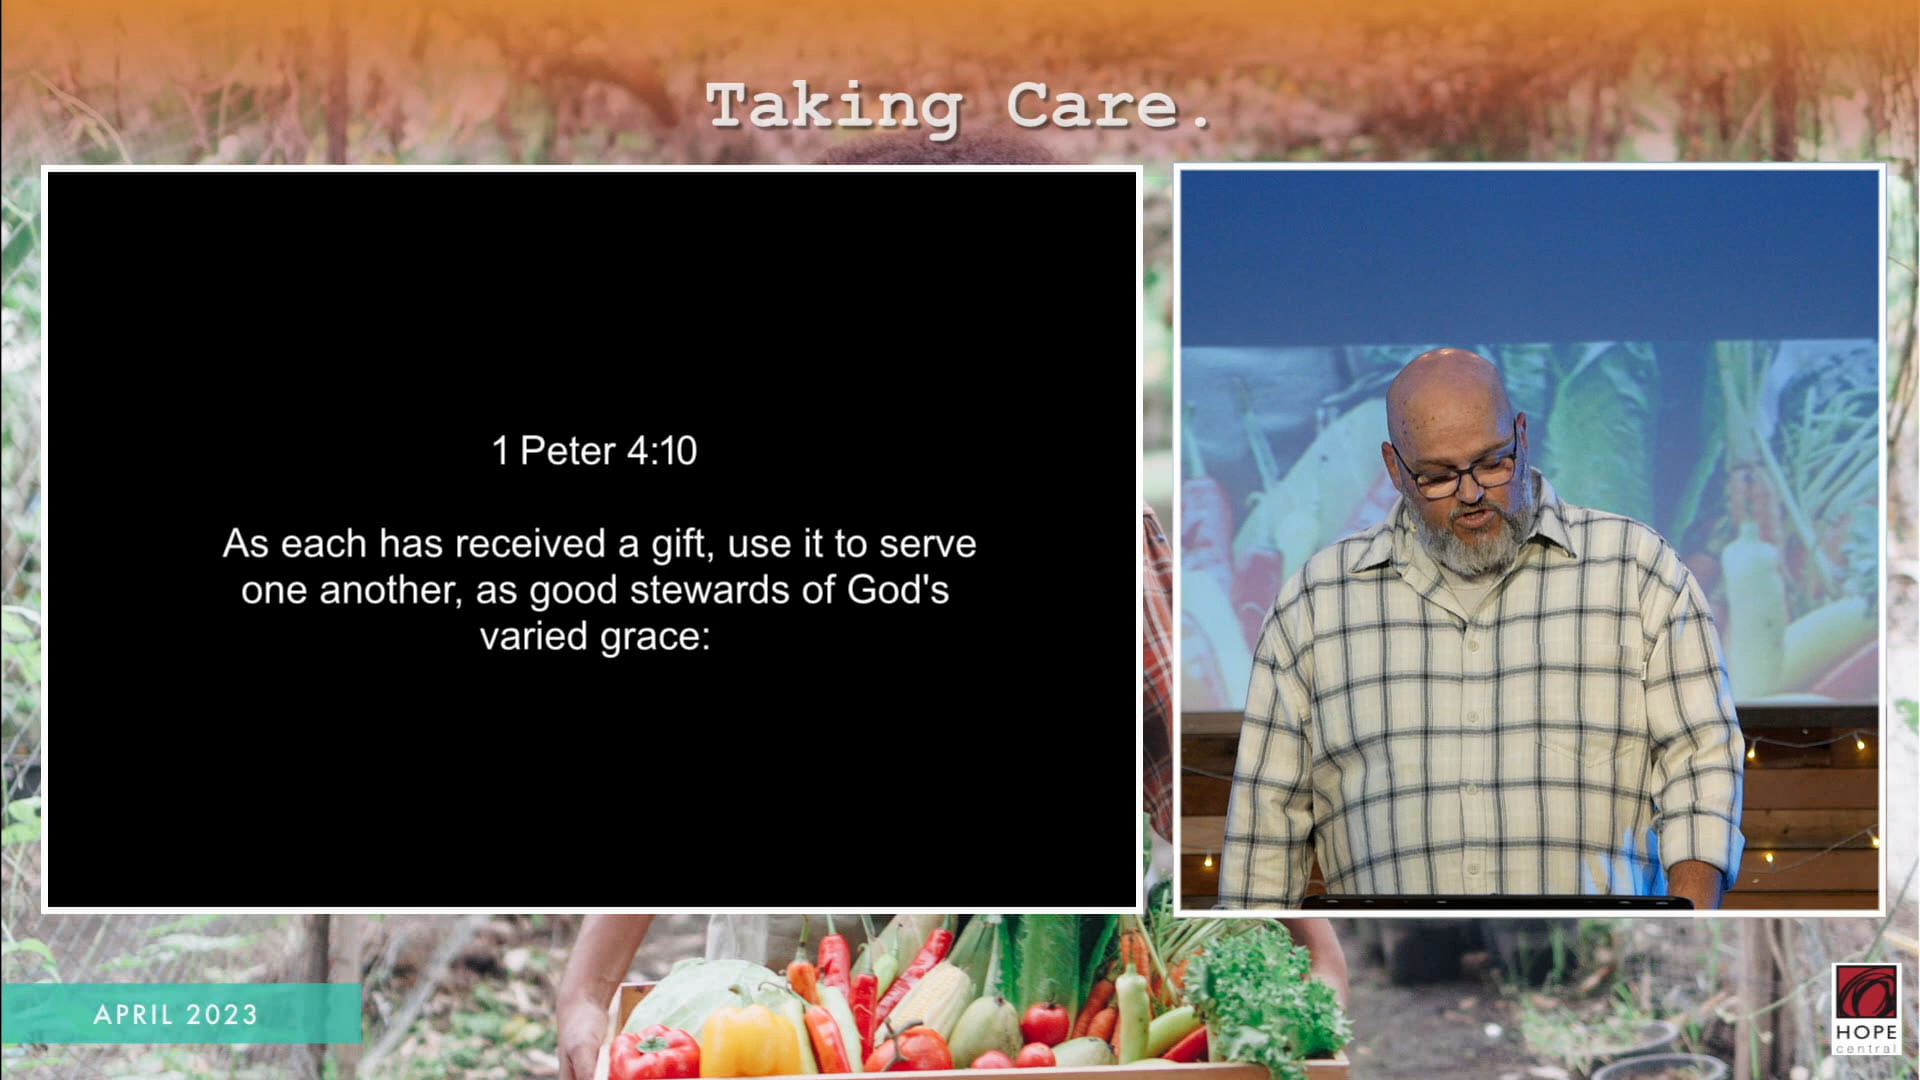 Taking Care.
1 Peter 4:10
As each has received a gift, use it to serve
one another, as good stewards of God's
varied grace:
APRIL 2023
HOPE
central